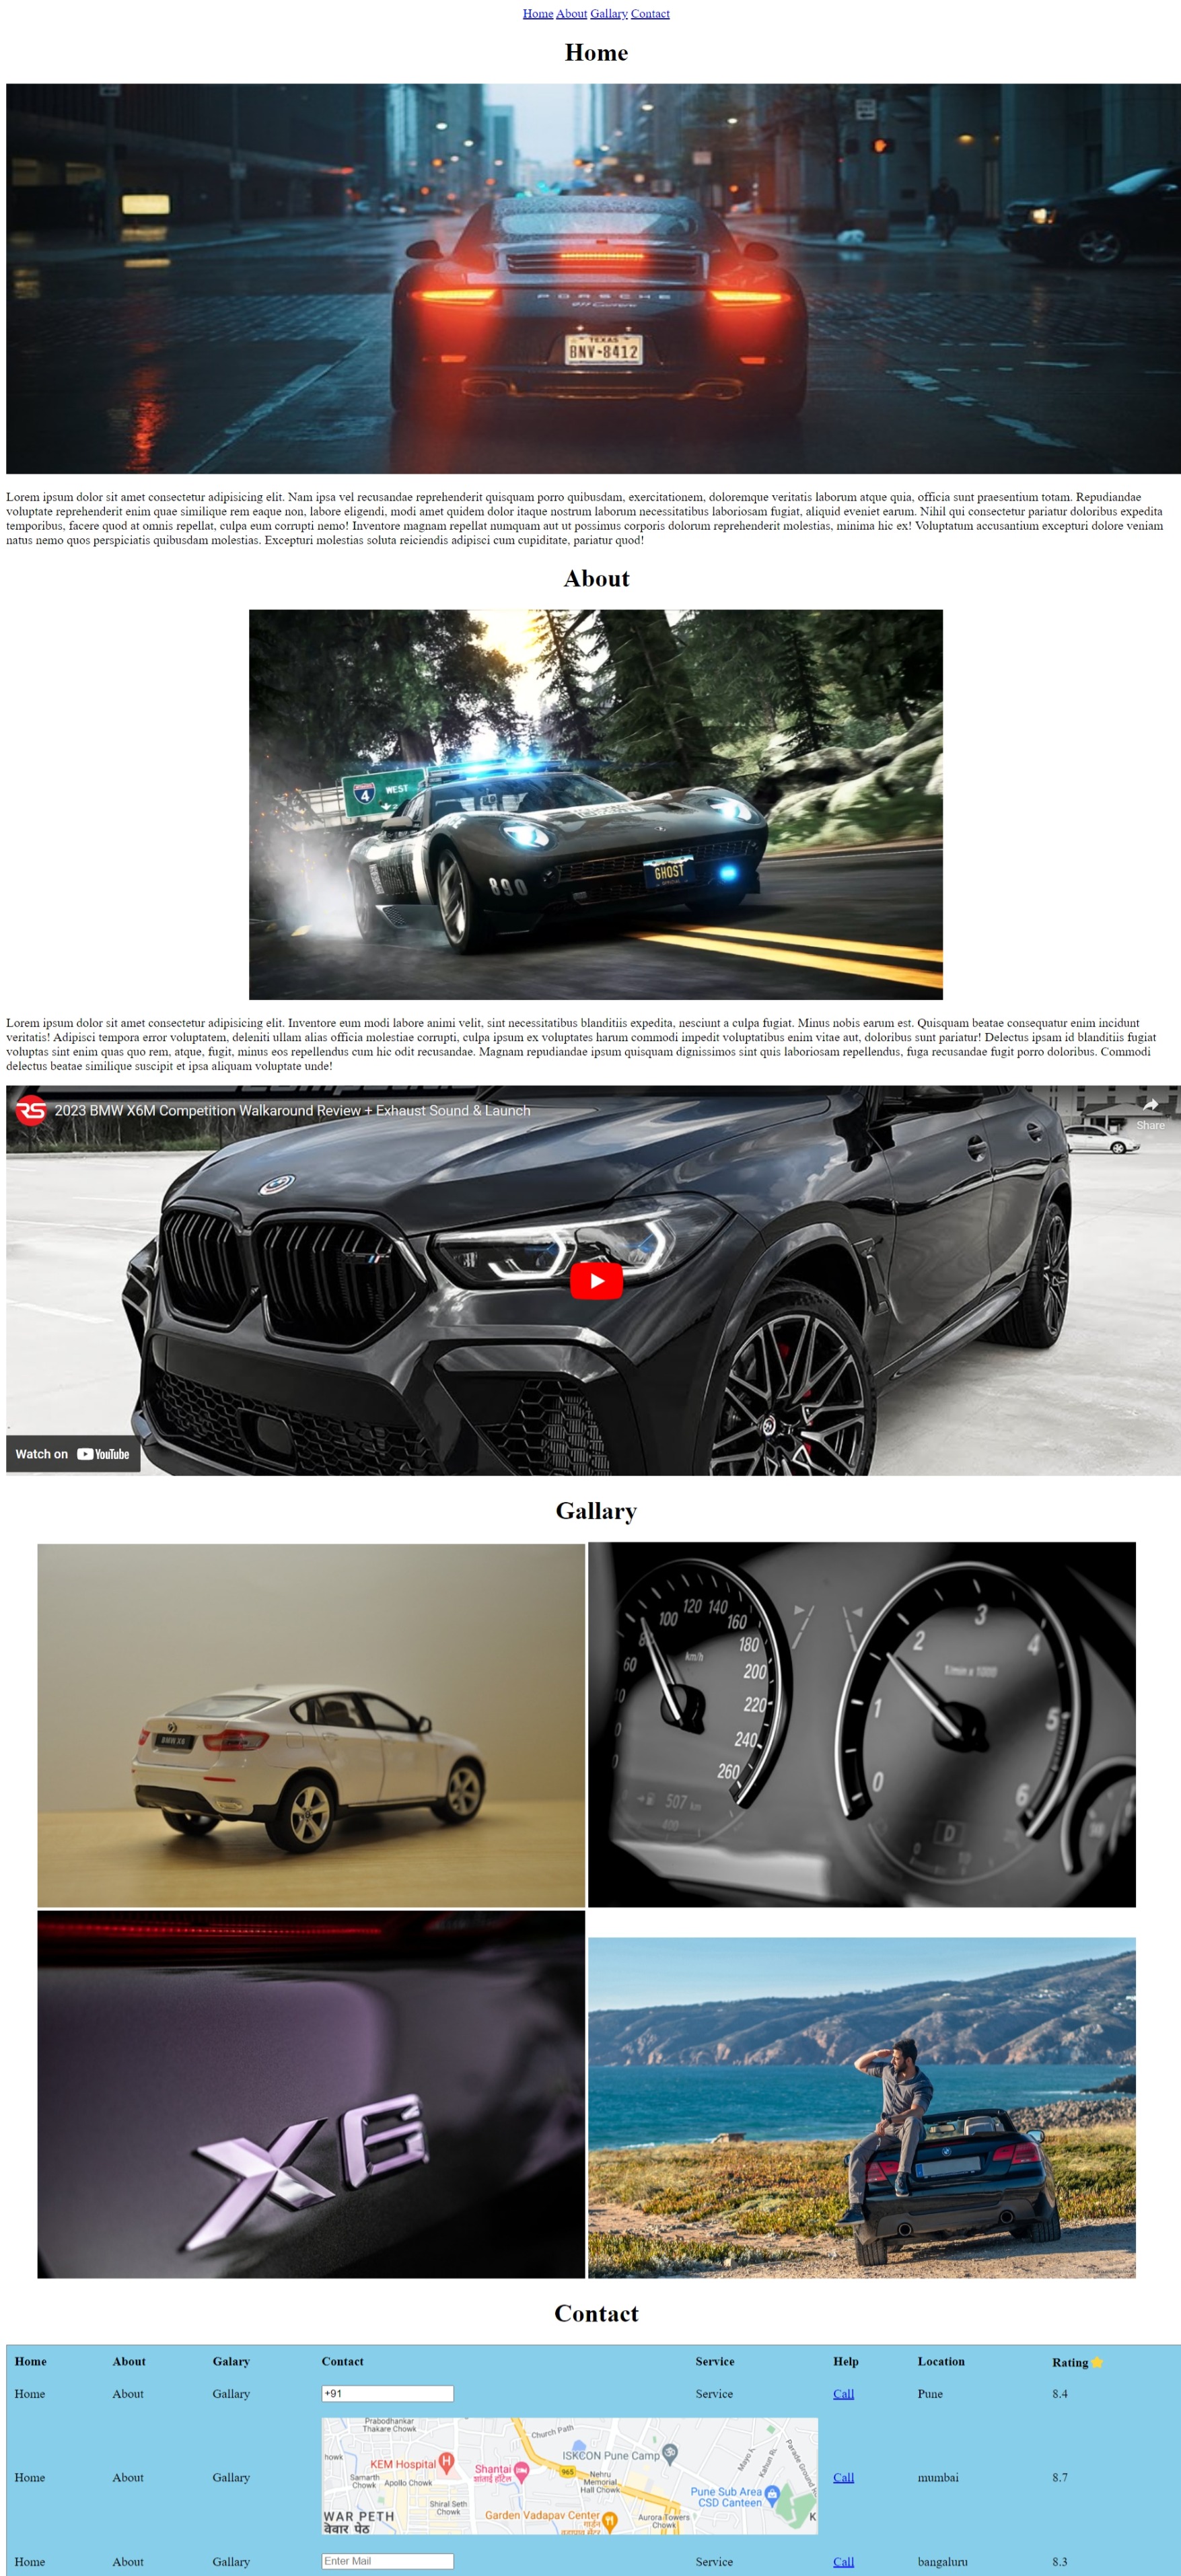 Home About Gallary Contact
Home
PORSCHE
911 Carrera
TEXAS
BNV-8412
Lorem ipsum dolor sit amet consectetur adipisicing elit. Nam ipsa vel recusandae reprehenderit quisquam porro quibusdam, exercitationem, doloremque veritatis laborum atque quia, officia sunt praesentium totam. Repudiandae
voluptate reprehenderit enim quae similique rem eaque non, labore eligendi, modi amet quidem dolor itaque nostrum laborum necessitatibus laboriosam fugiat, aliquid eveniet earum. Nihil qui consectetur pariatur doloribus expedita
temporibus, facere quod at omnis repellat, culpa eum corrupti nemo! Inventore magnam repellat numquam aut ut possimus corporis dolorum reprehenderit molestias, minima hic ex! Voluptatum accusantium excepturi dolore veniam
natus nemo quos perspiciatis quibusdam molestias. Excepturi molestias soluta reiciendis adipisci cum cupiditate, pariatur quod!
About
4 WEST
GHOST
890
Lorem ipsum dolor sit amet consectetur adipisicing elit. Inventore eum modi labore animi velit, sint necessitatibus blanditiis expedita, nesciunt a culpa fugiat. Minus nobis earum est. Quisquam beatae consequatur enim incidunt
veritatis! Adipisci tempora error voluptatem, deleniti ullam alias officia molestiae corrupti, culpa ipsum ex voluptates harum commodi impedit voluptatibus enim vitae aut, doloribus sunt pariatur! Delectus ipsam id blanditiis fugiat
voluptas sint enim quas quo rem, atque, fugit, minus eos repellendus cum hic odit recusandae. Magnam repudiandae ipsum quisquam dignissimos sint quis laboriosam repellendus, fuga recusandae fugit porro doloribus. Commodi
delectus beatae similique suscipit et ipsa aliquam voluptate unde!
RS 2023 BMW X6M Competition Walkaround Review + Exhaust Sound & Launch
Share
Watch on YouTube
Gallary
BMW X6
60 80 100 120 140 160 180 200 220 240 260
km/h
507 km
400
0 1 2 3 4 5 6
1/min x 1000
D
X6
Contact
Home About Galary Contact Service Help Location Rating⭐
Home About Gallary +91 Service Call Pune 8.4
Prabodhankar
Thakare Chowk
Church Path
howk
KEM Hospital
ISKCON Pune Camp
Mayo
Kahun Rd
Parade Ground
Shantai
शांताई हॉटेल
965
Nehru
Memorial
Hall Chowk
Samarth
Chowk
Apollo Chowk
Shiral Seth
Chowk
Pune Sub Area
CSD Canteen
WAR PETH
वेवार पेठ
Garden Vadapav Center
गार्डन
वडापाव सेंटर
Aurora Towers
Chowk
K
Home About Gallary Call mumbai 8.7
Home About Gallary Enter Mail Service Call bangaluru 8.3